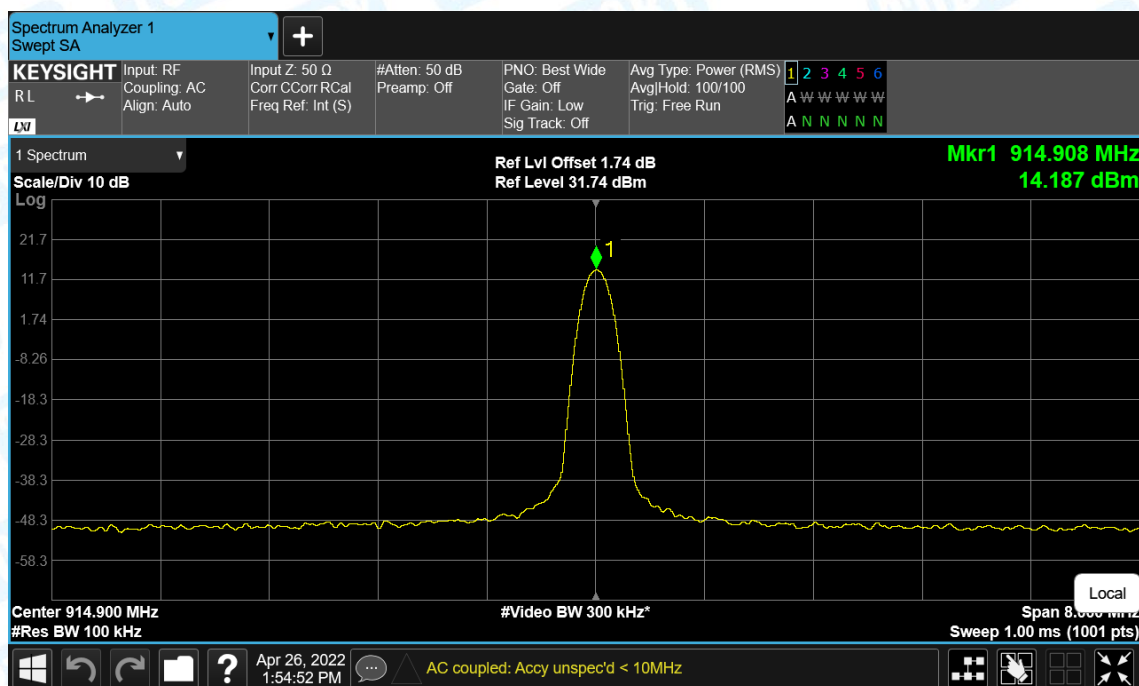 Spectrum Analyzer 1
Swept SA
KEYSIGHT
R L
LXI
Input: RF
Coupling: AC
Align: Auto
Input Z: 50 Ω
Corr CCorr RCal
Freq Ref: Int (S)
#Atten: 50 dB
Preamp: Off
PNO: Best Wide
Gate: Off
IF Gain: Low
Sig Track: Off
Avg Type: Power (RMS)
Avg|Hold: 100/100
Trig: Free Run
1 2 3 4 5 6
A W W W W W
A N N N N N
1 Spectrum
Scale/Div 10 dB
Ref Lvl Offset 1.74 dB
Ref Level 31.74 dBm
Mkr1 914.908 MHz
14.187 dBm
Log
1
21.7
11.7
1.74
-8.26
-18.3
-28.3
-38.3
-48.3
-58.3
Local
Center 914.900 MHz
#Video BW 300 kHz*
Span 8.000 MHz
#Res BW 100 kHz
Sweep 1.00 ms (1001 pts)
?
Apr 26, 2022
1:54:52 PM
AC coupled: Accy unspec'd < 10MHz